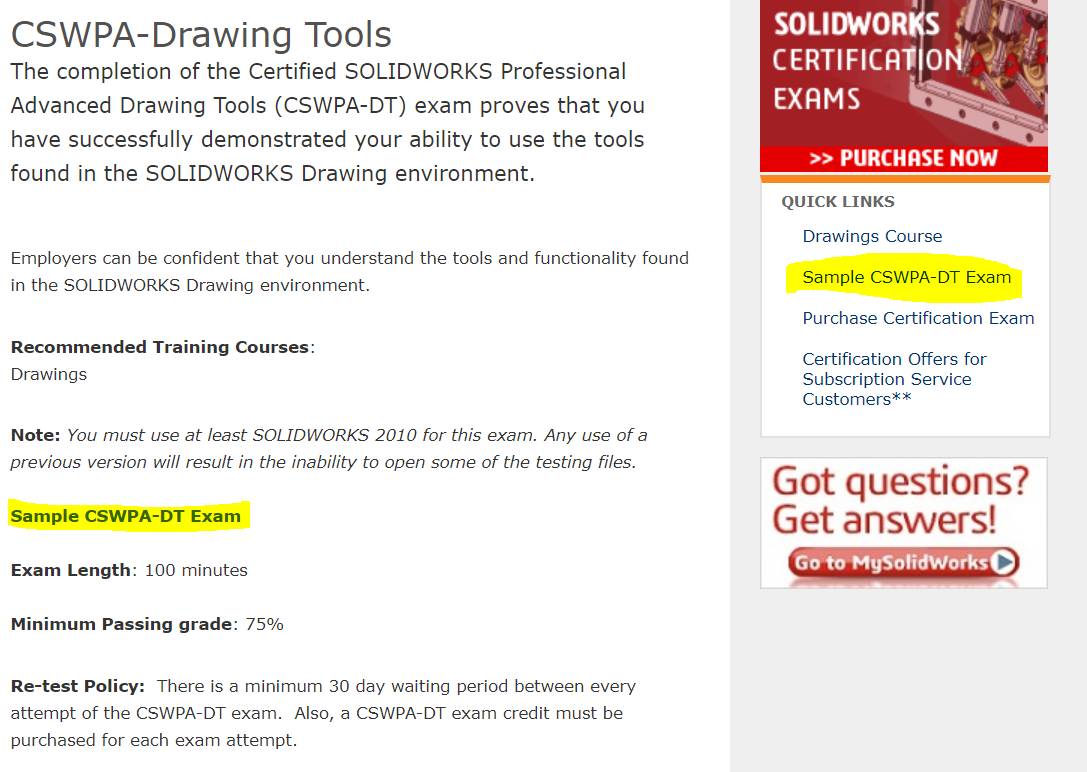 CSWPA-Drawing Tools
The completion of the Certified SOLIDWORKS Professional
Advanced Drawing Tools (CSWPA-DT) exam proves that you
have successfully demonstrated your ability to use the tools
found in the SOLIDWORKS Drawing environment.
Employers can be confident that you understand the tools and functionality found
in the SOLIDWORKS Drawing environment.
Recommended Training Courses:
Drawings
Note: You must use at least SOLIDWORKS 2010 for this exam. Any use of a
previous version will result in the inability to open some of the testing files.
Sample CSWPA-DT Exam
Exam Length: 100 minutes
Minimum Passing grade: 75%
Re-test Policy:  There is a minimum 30 day waiting period between every
attempt of the CSWPA-DT exam.  Also, a CSWPA-DT exam credit must be
purchased for each exam attempt.
SOLIDWORKS
CERTIFICATION
EXAMS
>> PURCHASE NOW
QUICK LINKS
Drawings Course
Sample CSWPA-DT Exam
Purchase Certification Exam
Certification Offers for
Subscription Service
Customers**
Got questions?
Get answers!
Go to MySolidWorks